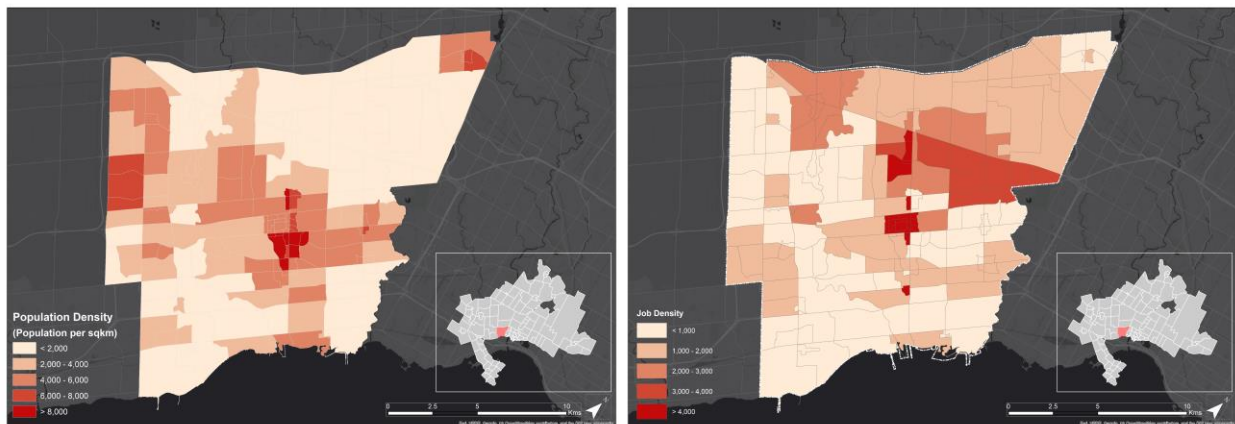 Population Density
(Population per sqkm)
< 2,000
2,000 - 4,000
4,000 - 6,000
6,000 - 8,000
> 8,000
0 2.5 5 10
Kms
Job Density
< 1,000
1,000 - 2,000
2,000 - 3,000
3,000 - 4,000
> 4,000
0 2.5 5 10
Kms